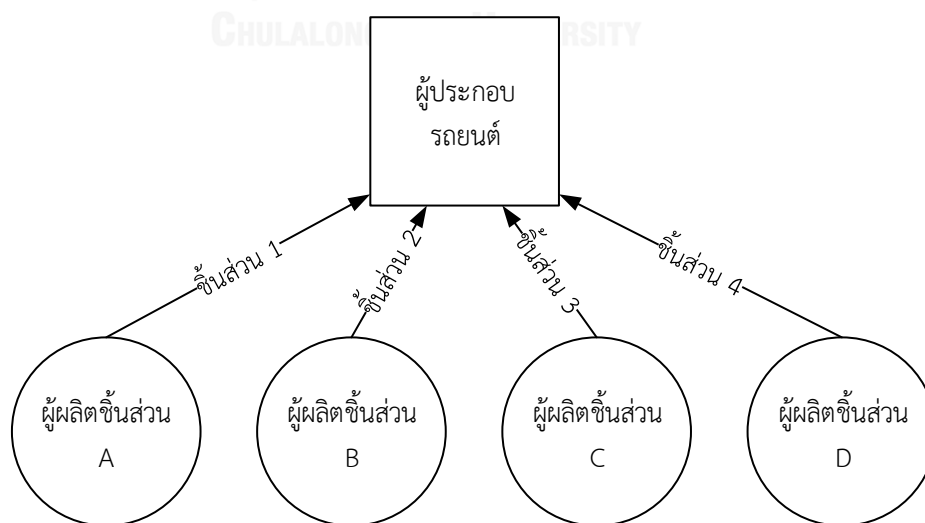 ผู้ประกอบ
รถยนต์
ชิ้นส่วน 1
ชิ้นส่วน 2
ชิ้นส่วน 3
ชิ้นส่วน 4
ผู้ผลิตชิ้นส่วน
A
ผู้ผลิตชิ้นส่วน
B
ผู้ผลิตชิ้นส่วน
C
ผู้ผลิตชิ้นส่วน
D